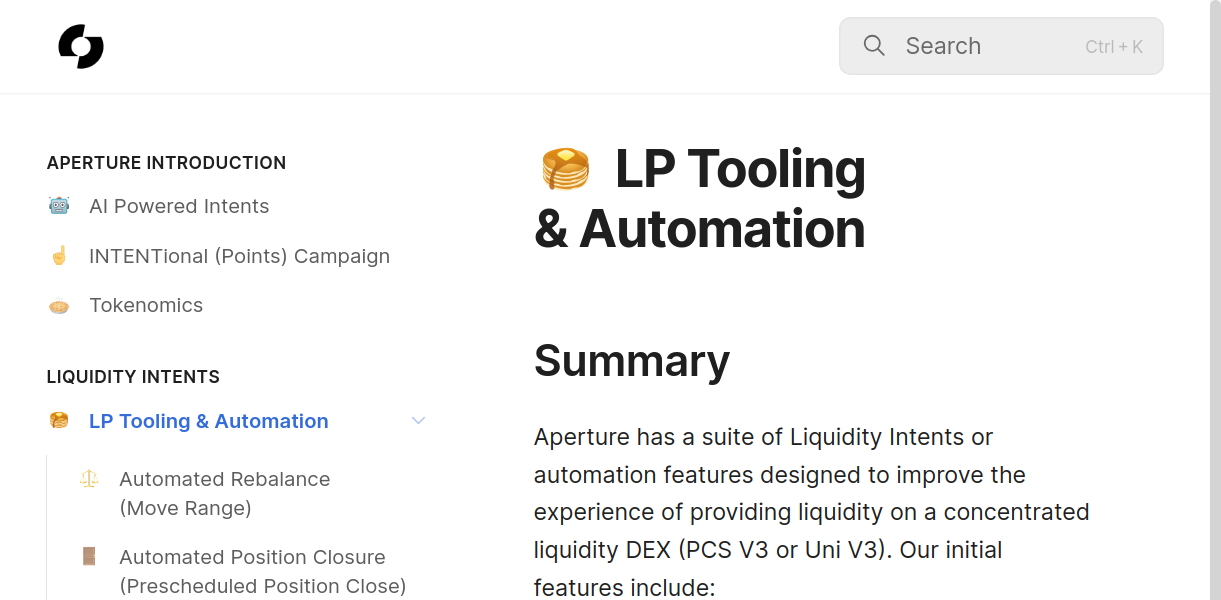 Search
Ctrl + K
APERTURE INTRODUCTION
AI Powered Intents
INTENTional (Points) Campaign
Tokenomics
LIQUIDITY INTENTS
LP Tooling & Automation
Automated Rebalance
(Move Range)
Automated Position Closure
(Prescheduled Position Close)
LP Tooling
& Automation
Summary
Aperture has a suite of Liquidity Intents or
automation features designed to improve the
experience of providing liquidity on a concentrated
liquidity DEX (PCS V3 or Uni V3). Our initial
features include: